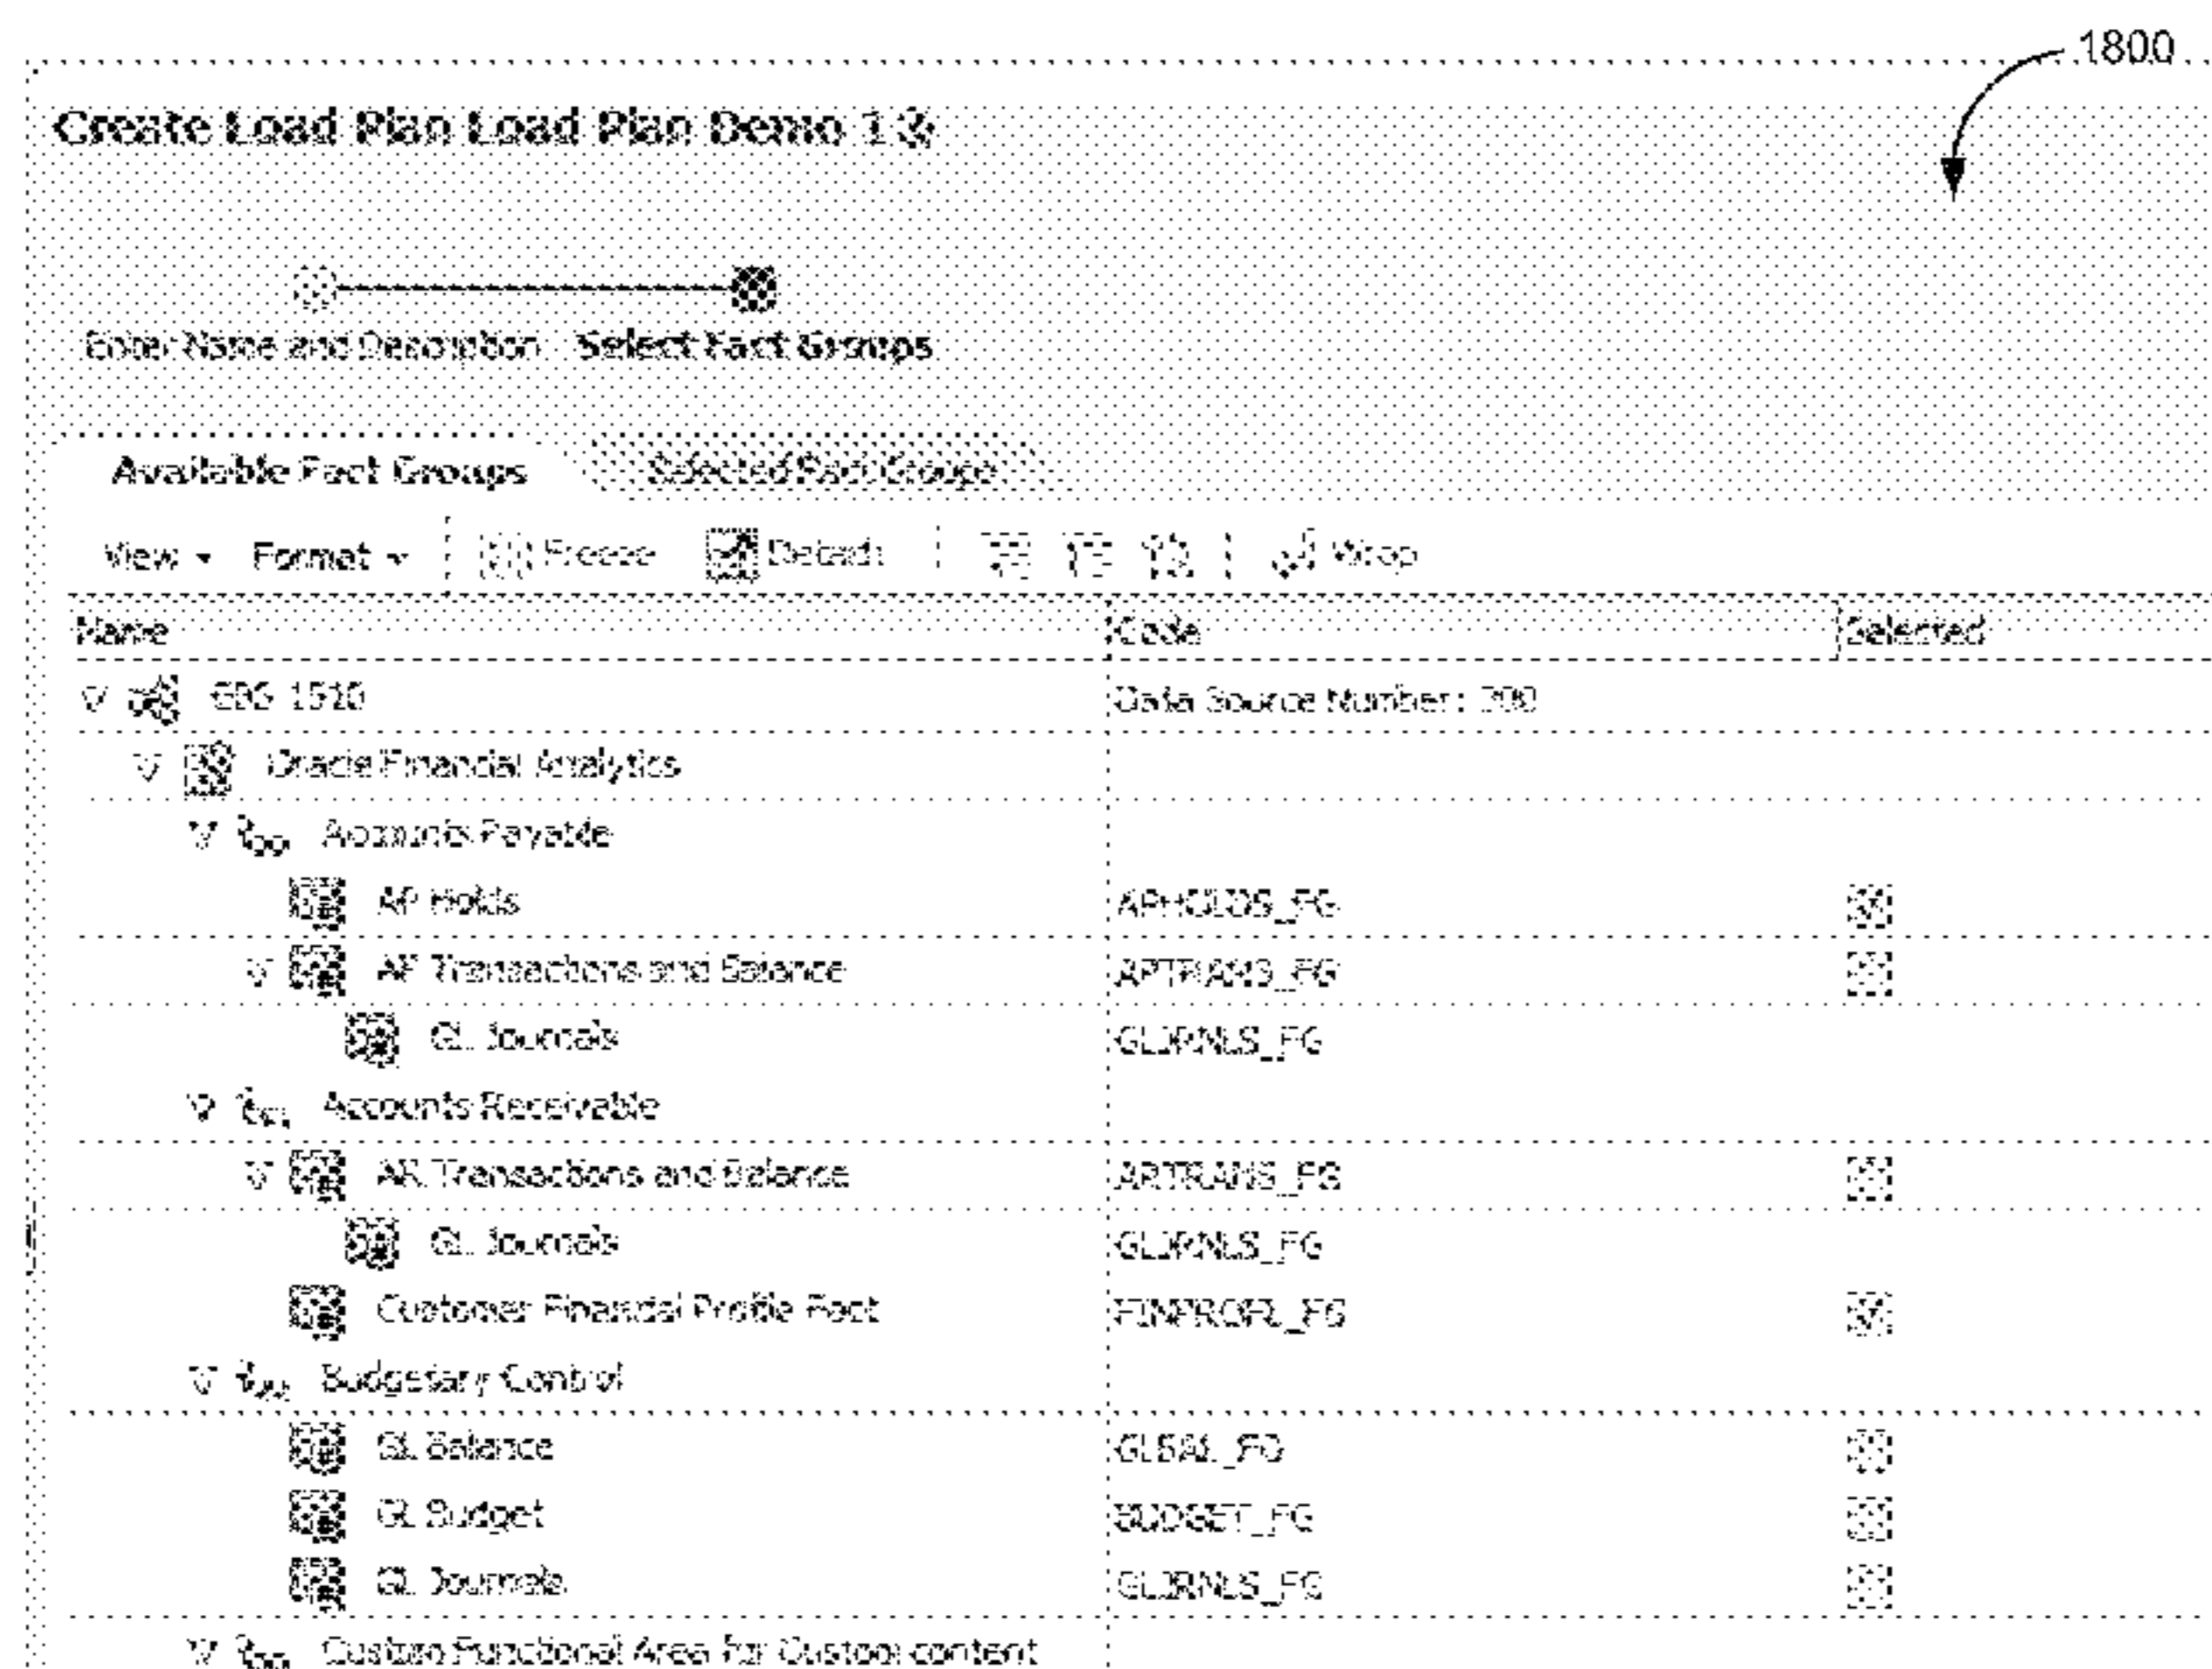 1800
Create Load Plan Load Plan Demo 1
Enter Name and Description Select Fact Groups
Available Fact Groups Selected Fact Groups
View Format Freeze Detach Wrap
Name Code Selected
Data Source Number:
Oracle Financial Analytics
Accounts Payable
AP Holds APHOLDS_FG
AP Transactions and Balance APTRANS_FG
GL Journals GLJRNLS_FG
Accounts Receivable
AR Transactions and Balance ARTRANS_FG
GL Journals GLJRNLS_FG
Customer Financial Profile Fact FINPROFL_FG
Budgetary Control
GL Balance GLBAL_FG
GL Budget BUDGET_FG
GL Journals GLJRNLS_FG
Custom Functional Area for Custom content